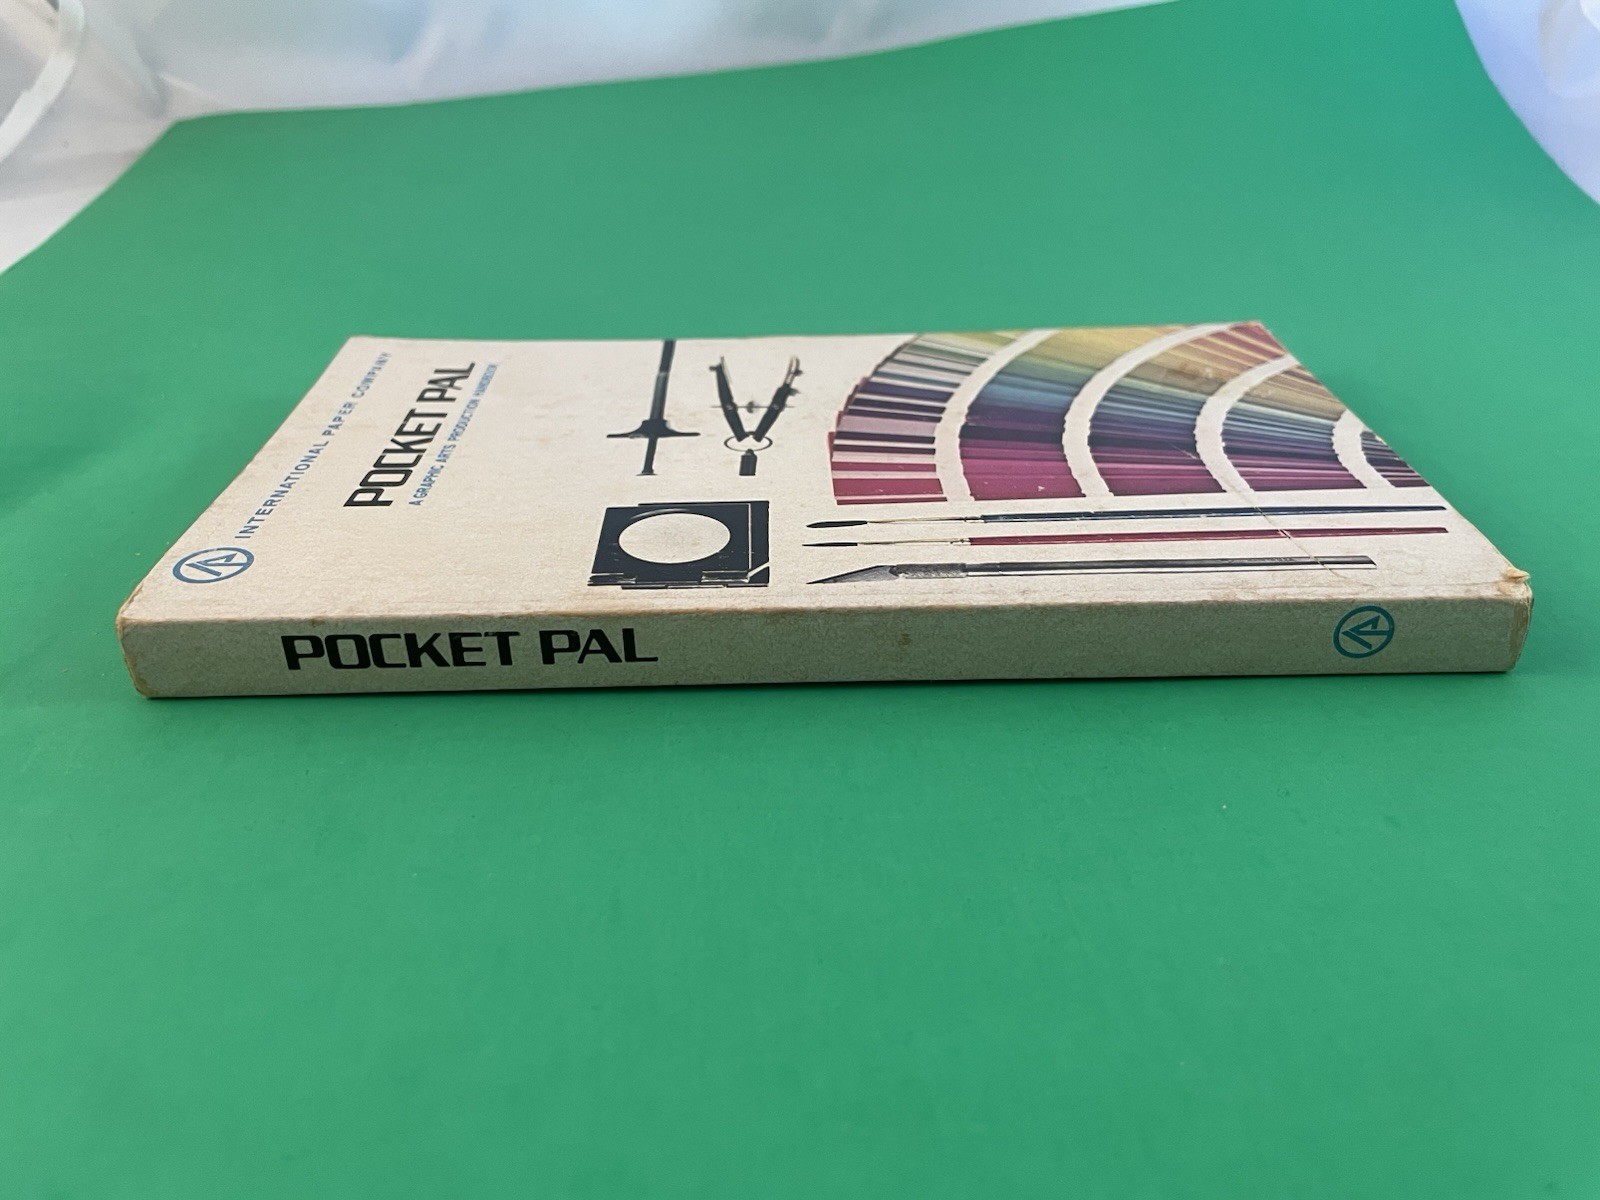 INTERNATIONAL PAPER COMPANY
POCKET PAL
A GRAPHIC ARTS PRODUCTION HANDBOOK
POCKET PAL